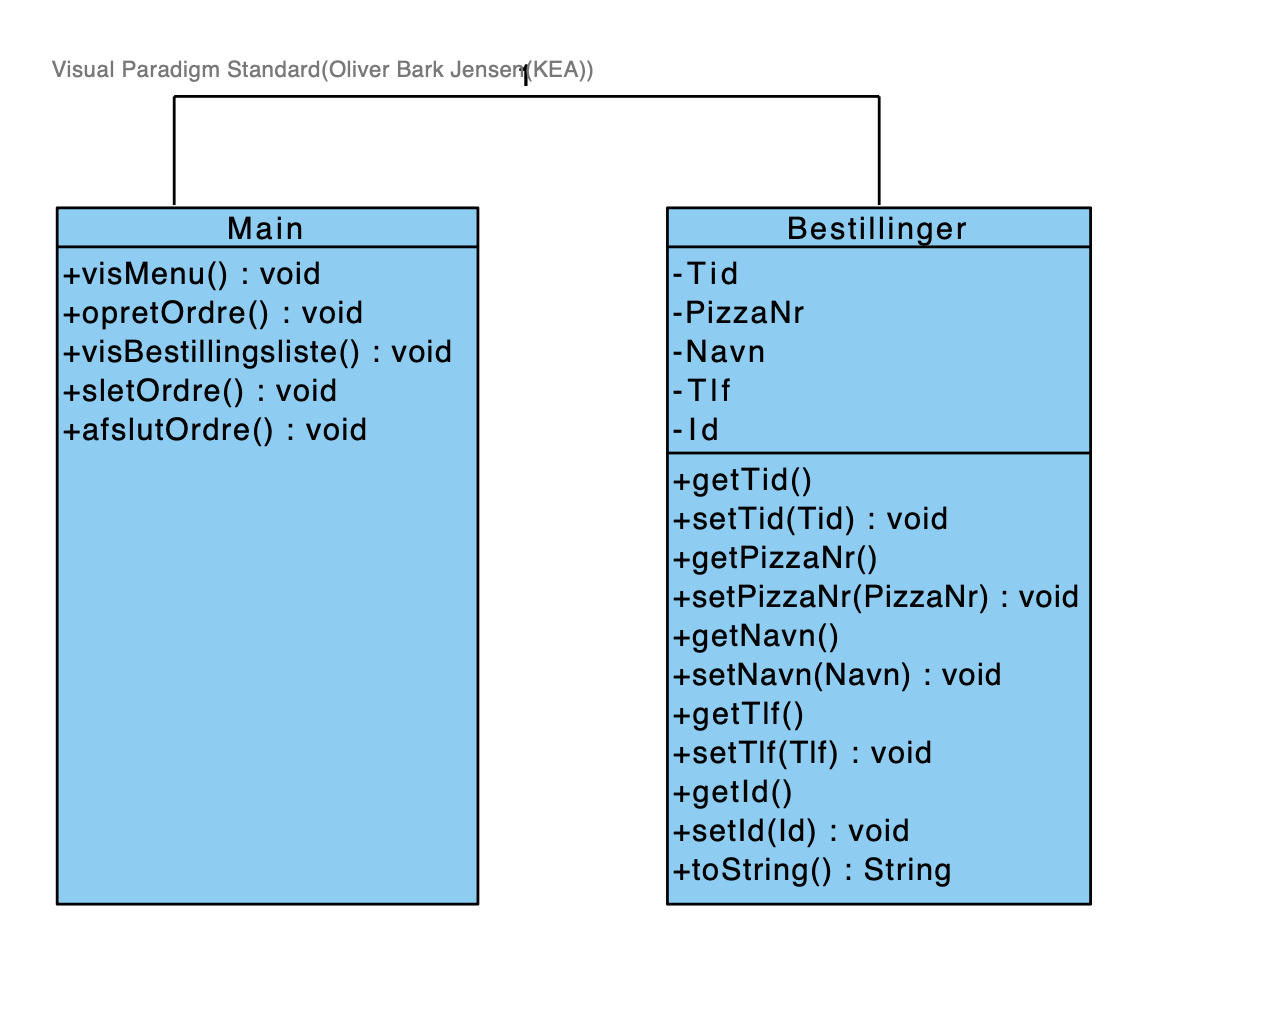 Visual Paradigm Standard(Oliver Bark Jensen(KEA))
1
Main
+visMenu() : void
+opretOrdre() : void
+visBestillingsliste() : void
+sletOrdre() : void
+afslutOrdre() : void
Bestillinger
-Tid
-PizzaNr
-Navn
-Tlf
-Id
+getTid()
+setTid(Tid) : void
+getPizzaNr()
+setPizzaNr(PizzaNr) : void
+getNavn()
+setNavn(Navn) : void
+getTlf()
+setTlf(Tlf) : void
+getId()
+setId(Id) : void
+toString() : String